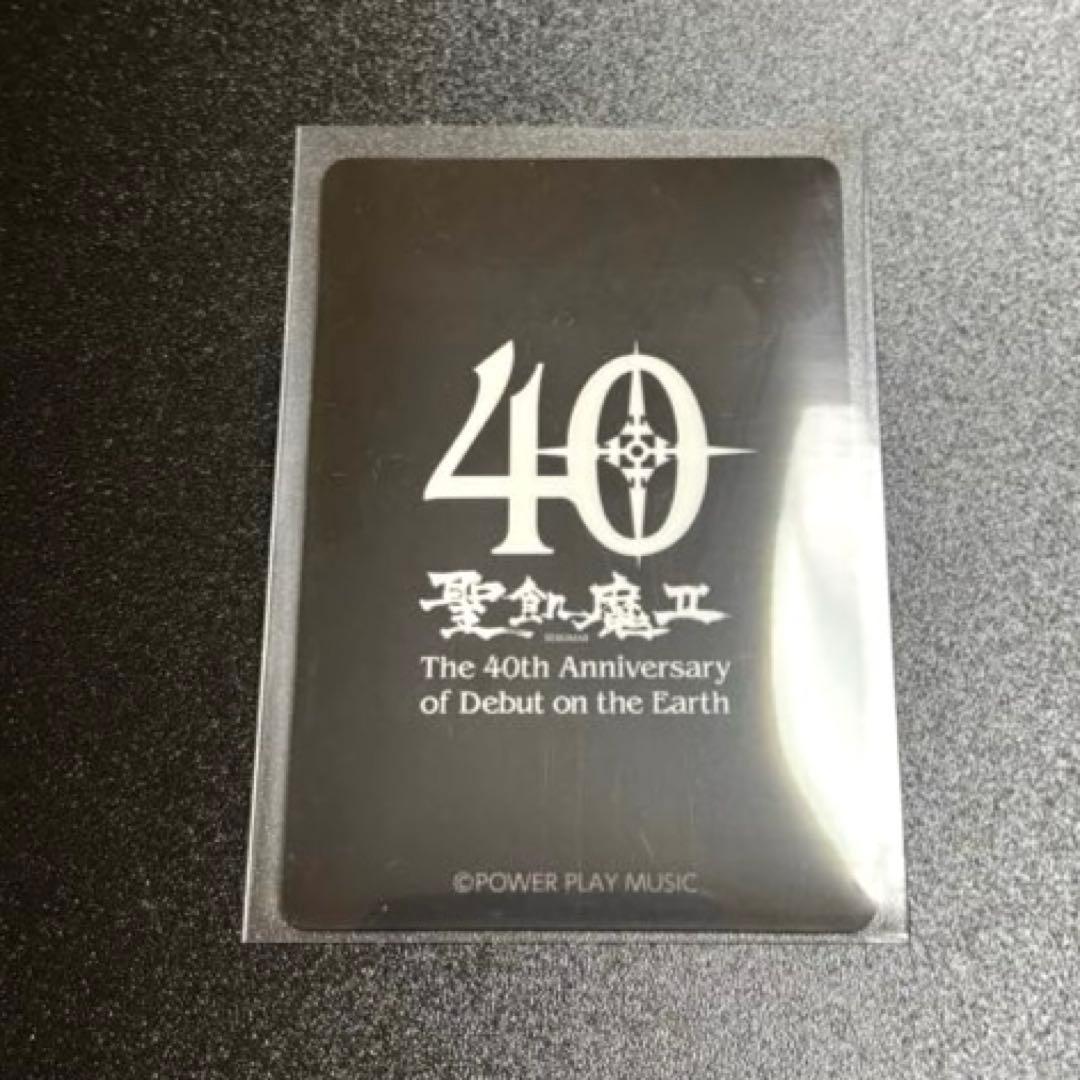 40
聖飢魔II
The 40th Anniversary
of Debut on the Earth
©POWER PLAY MUSIC